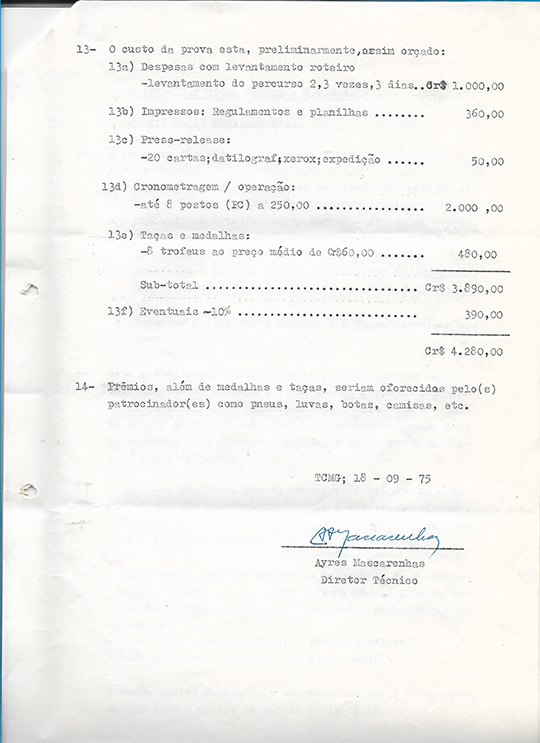 13- O custo da prova esta, preliminarmente,assim orçado:
13a) Despesas com levantamento roteiro
-levantamento do percurso 2,3 vezes,3 dias..Cr$ 1.000,00
13b) Impressos: Regulamentos e planilhas ........ 360,00
13c) Press-release:
-20 cartas;datilograf;xerox;expedição ...... 50,00
13d) Cronometragem / operação:
-até 8 postos (PC) a 250,00 ................. 2.000 ,00
13e) Taças e medalhas:
-8 trofeus ao preço médio de Cr$60,00 ....... 480,00
Sub-total ................................ Cr$ 3.890,00
13f) Eventuais ~10% ........................... 390,00
Cr$ 4.280,00
14- Prêmios, além de medalhas e taças, seriam oferecidos pelo(s)
patrocinador(es) como pneus, luvas, botas, camisas, etc.
TCMG; 18 - 09 - 75
AMascarenhas
Ayres Mascarenhas
Diretor Técnico